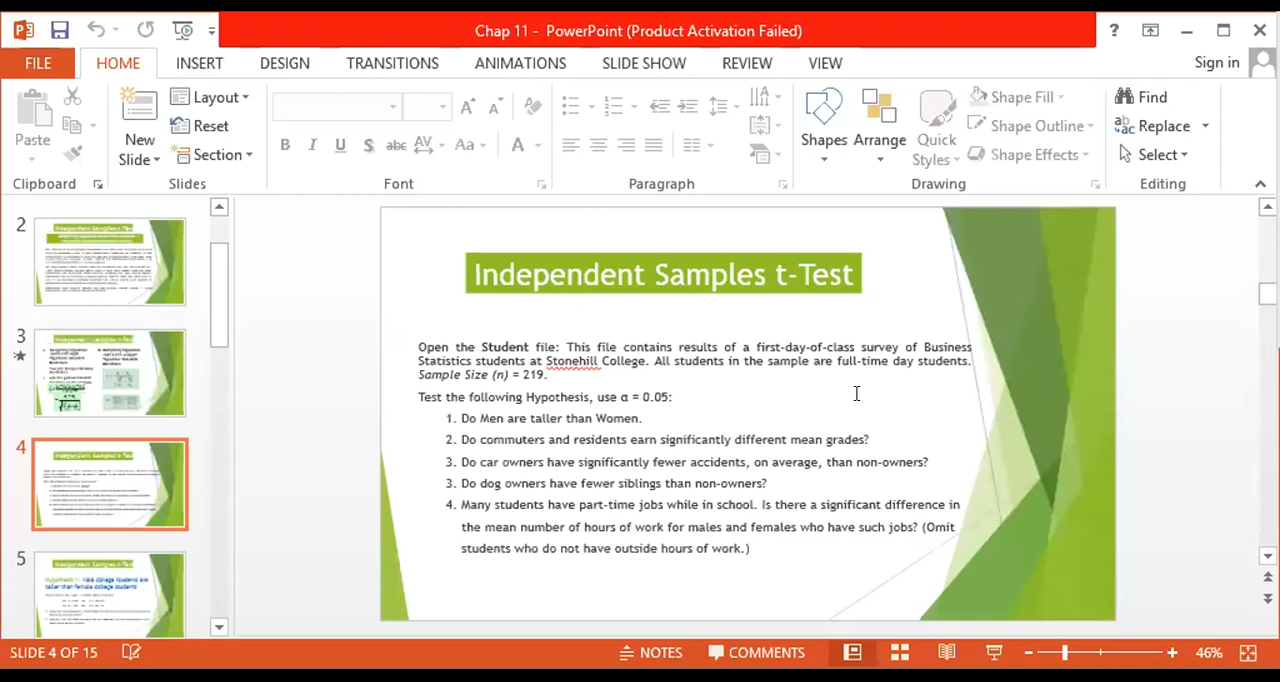 Chap 11 - PowerPoint (Product Activation Failed)
FILE HOME INSERT DESIGN TRANSITIONS ANIMATIONS SLIDE SHOW REVIEW VIEW Sign in
Paste
New Slide
Layout
Reset
Section
Shapes
Arrange
Quick Styles
Shape Fill
Shape Outline
Shape Effects
Find
Replace
Select
Clipboard Slides Font Paragraph Drawing Editing
2
3
4
5
Independent Samples t-Test
Open the Student file: This file contains results of a first-day-of-class survey of Business
Statistics students at Stonehill College. All students in the sample are full-time day students.
Sample Size (n) = 219.
Test the following Hypothesis, use α = 0.05:
1. Do Men are taller than Women.
2. Do commuters and residents earn significantly different mean grades?
3. Do car owners have significantly fewer accidents, on average, than non-owners?
3. Do dog owners have fewer siblings than non-owners?
4. Many students have part-time jobs while in school. Is there a significant difference in
the mean number of hours of work for males and females who have such jobs? (Omit
students who do not have outside hours of work.)
SLIDE 4 OF 15 NOTES COMMENTS 46%